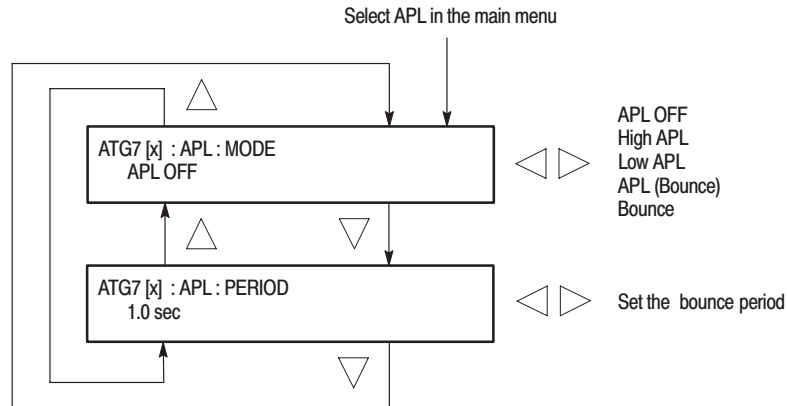 Select APL in the main menu
ATG7 [x] : APL : MODE
APL OFF
APL OFF
High APL
Low APL
APL (Bounce)
Bounce
ATG7 [x] : APL : PERIOD
1.0 sec
Set the bounce period